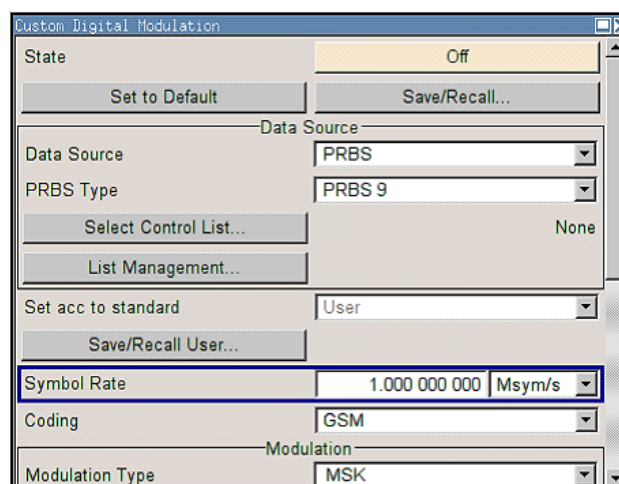 Custom Digital Modulation
State Off
Set to Default Save/Recall...
Data Source
Data Source PRBS
PRBS Type PRBS 9
Select Control List... None
List Management...
Set acc to standard User
Save/Recall User...
Symbol Rate 1.000 000 000 Msym/s
Coding GSM
Modulation
Modulation Type MSK